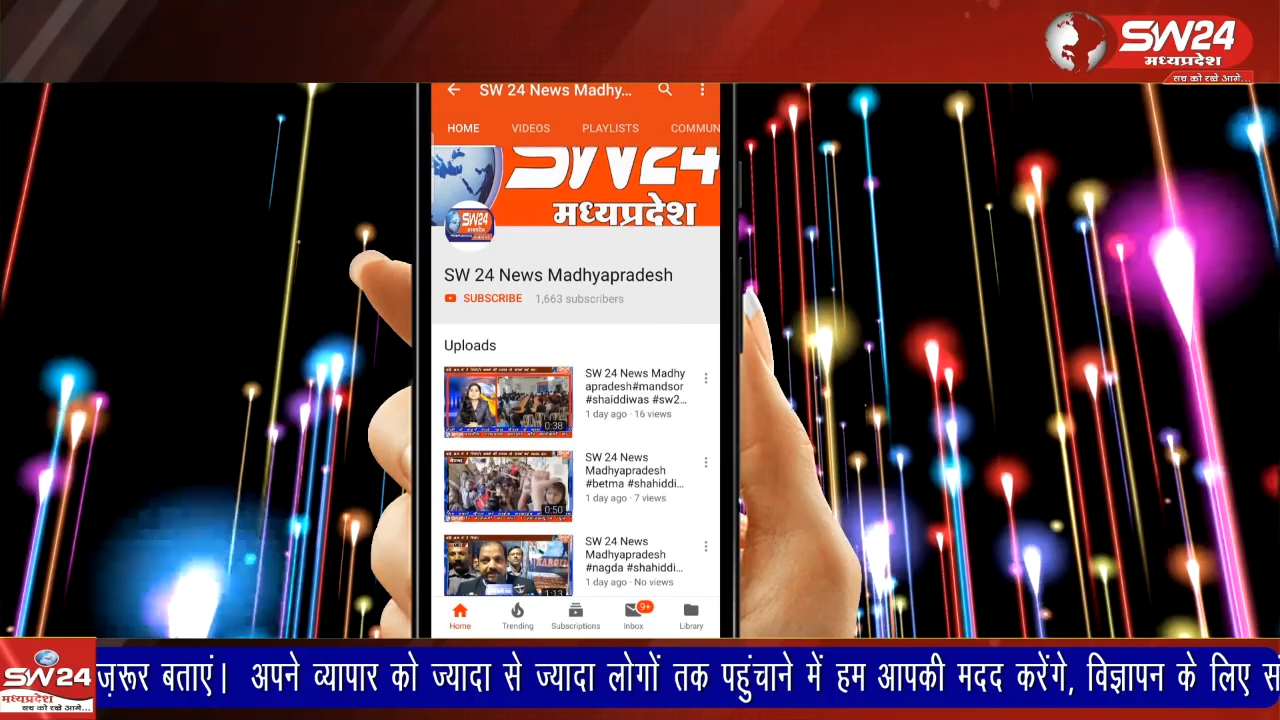 SW24
मध्यप्रदेश
सच को रखे आगे...
SW 24 News Madhy...
HOME VIDEOS PLAYLISTS COMMUN
SW24
मध्यप्रदेश
SW24
SW 24 News Madhyapradesh
SUBSCRIBE 1,663 subscribers
Uploads
SW 24 News Madhy
apradesh#mandsor
#shaiddiwas #sw2...
1 day ago · 16 views
0:38
SW 24 News
Madhyapradesh
#betma #shahiddi...
1 day ago · 7 views
0:50
SW 24 News
Madhyapradesh
#nagda #shahiddi...
1 day ago · No views
1:13
9+
Home Trending Subscriptions Inbox Library
SW24
मध्यप्रदेश
सच को रखे आगे...
ज़रूर बताएं| अपने व्यापार को ज्यादा से ज्यादा लोगों तक पहुंचाने में हम आपकी मदद करेंगे, विज्ञापन के लिए सं